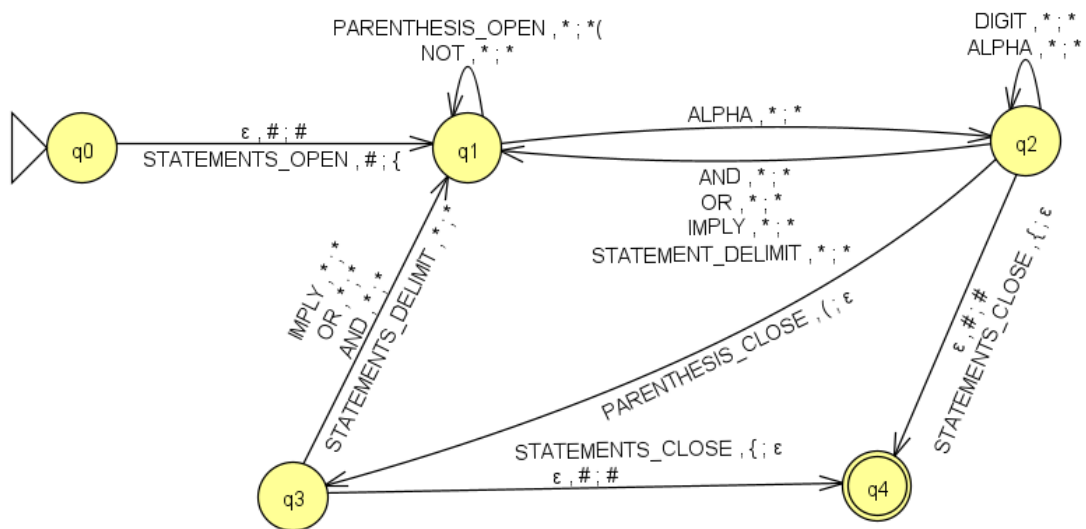 PARENTHESIS_OPEN , * ; *(
NOT , * ; *
DIGIT , * ; *
ALPHA , * ; *
q0
ε , # ; #
STATEMENTS_OPEN , # ; {
q1
ALPHA , * ; *
q2
AND , * ; *
OR , * ; *
IMPLY , * ; *
STATEMENT_DELIMIT , * ; *
IMPLY , * ; *
OR , * ; *
AND , * ; *
STATEMENTS_DELIMIT , * ; *
PARENTHESIS_CLOSE , ( ; ε
ε , # ; #
STATEMENTS_CLOSE , { ; ε
STATEMENTS_CLOSE , { ; ε
ε , # ; #
q3
q4